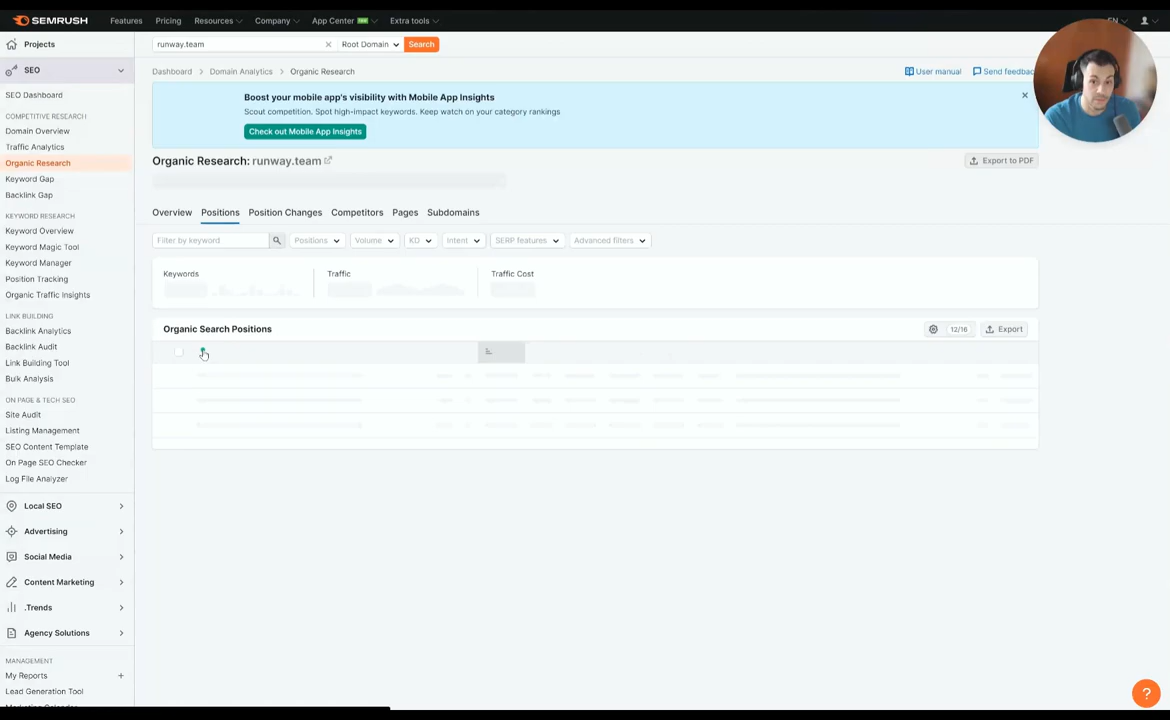 SEMRUSH
Features
Pricing
Resources
Company
App Center
Extra tools
EN
Projects
SEO
SEO Dashboard
COMPETITIVE RESEARCH
Domain Overview
Traffic Analytics
Organic Research
Keyword Gap
Backlink Gap
KEYWORD RESEARCH
Keyword Overview
Keyword Magic Tool
Keyword Manager
Position Tracking
Organic Traffic Insights
LINK BUILDING
Backlink Analytics
Backlink Audit
Link Building Tool
Bulk Analysis
ON PAGE & TECH SEO
Site Audit
Listing Management
SEO Content Template
On Page SEO Checker
Log File Analyzer
Local SEO
Advertising
Social Media
Content Marketing
.Trends
Agency Solutions
MANAGEMENT
My Reports
+
Lead Generation Tool
runway.team
Root Domain
Search
Dashboard > Domain Analytics > Organic Research
User manual
Send feedbac
Boost your mobile app's visibility with Mobile App Insights
Scout competition. Spot high-impact keywords. Keep watch on your category rankings
Check out Mobile App Insights
Organic Research: runway.team
Export to PDF
Overview
Positions
Position Changes
Competitors
Pages
Subdomains
Filter by keyword
Positions
Volume
KD
Intent
SERP features
Advanced filters
Keywords
Traffic
Traffic Cost
Organic Search Positions
12/16
Export
?